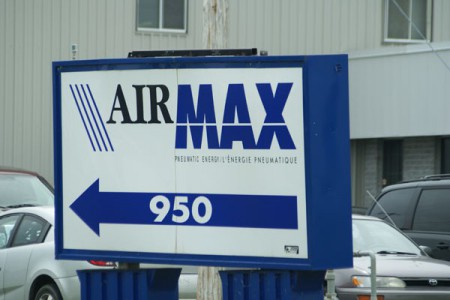 AIRMAX
PNEUMATIC ENERGY/L'ÉNERGIE PNEUMATIQUE
950